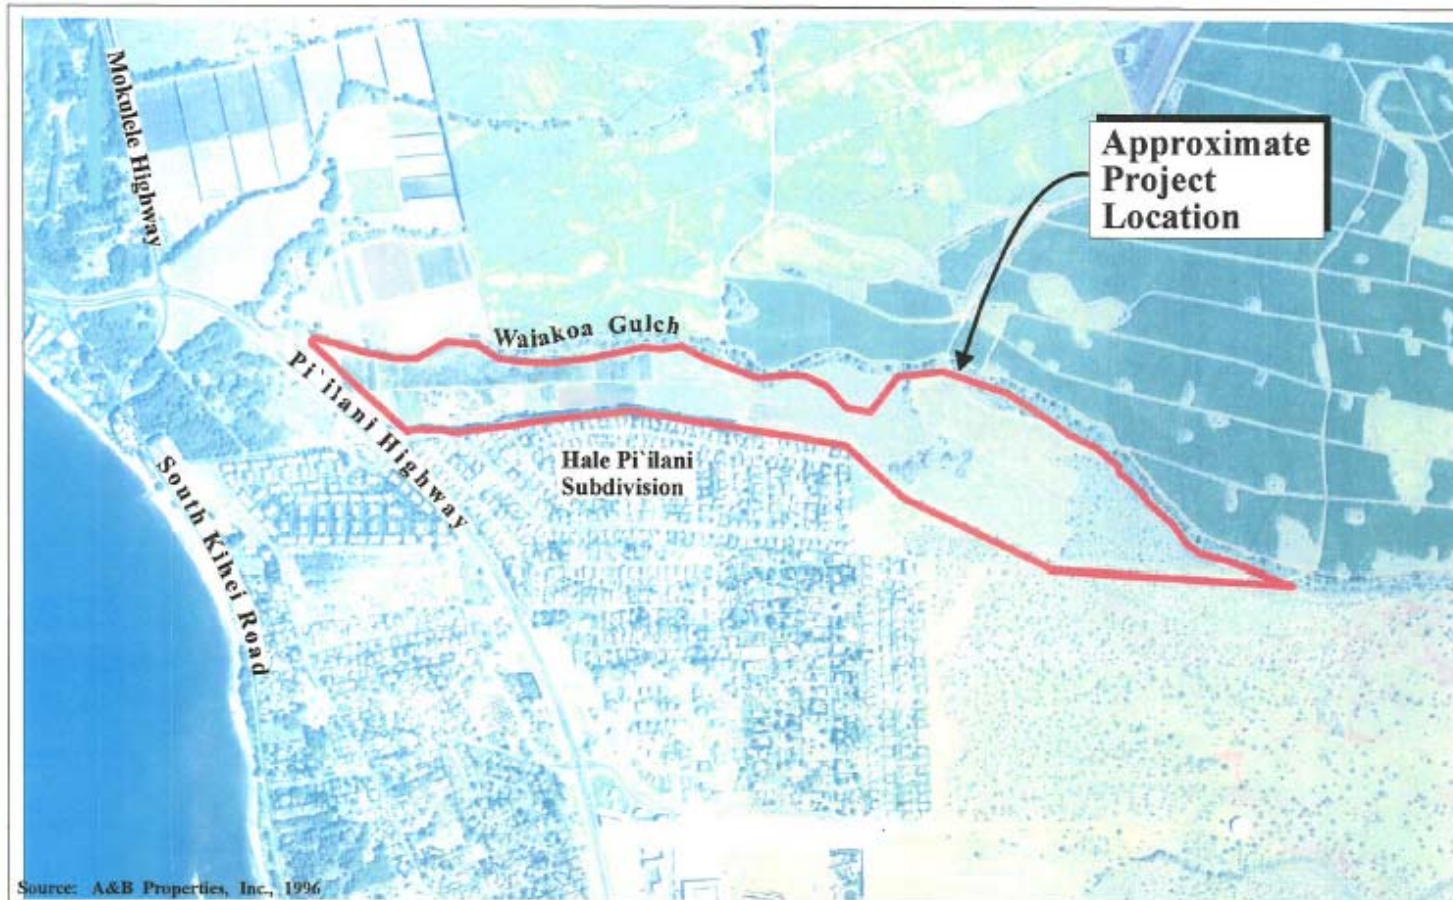 Mokulele Highway
Approximate
Project
Location
Waiakoa Gulch
Pi`ilani Highway
Hale Pi`ilani
Subdivision
South Kihei Road
Source: A&B Properties, Inc., 1996